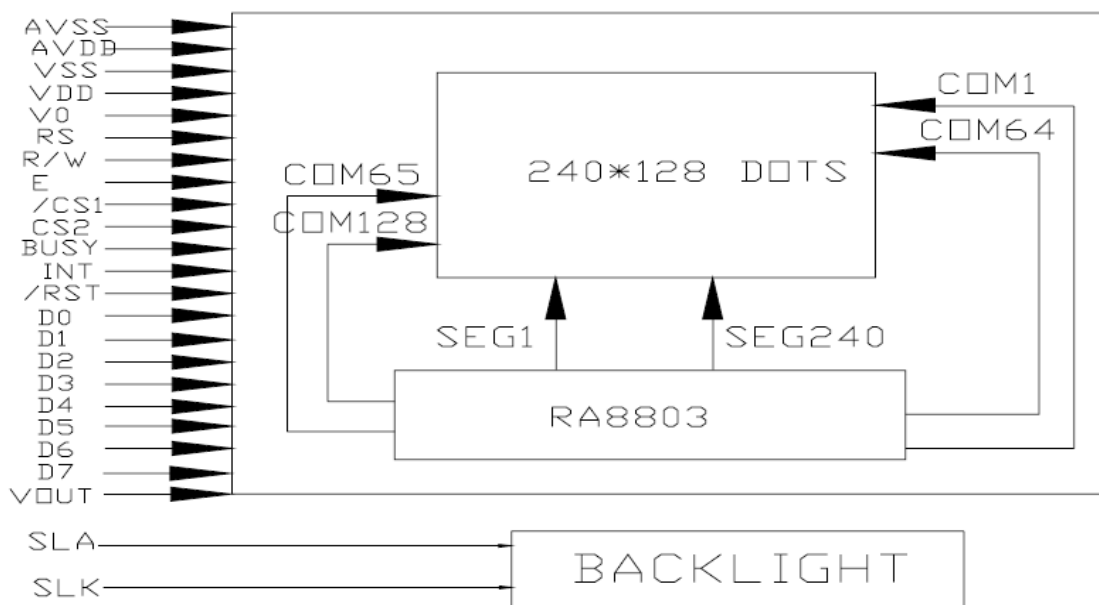 AVSS
AVDD
VSS
VDD
V0
RS
R/W
E
/CS1
CS2
BUSY
INT
/RST
D0
D1
D2
D3
D4
D5
D6
D7
VOUT
COM1
COM64
COM65
COM128
240*128 DOTS
SEG1
SEG240
RA8803
SLA
SLK
BACKLIGHT